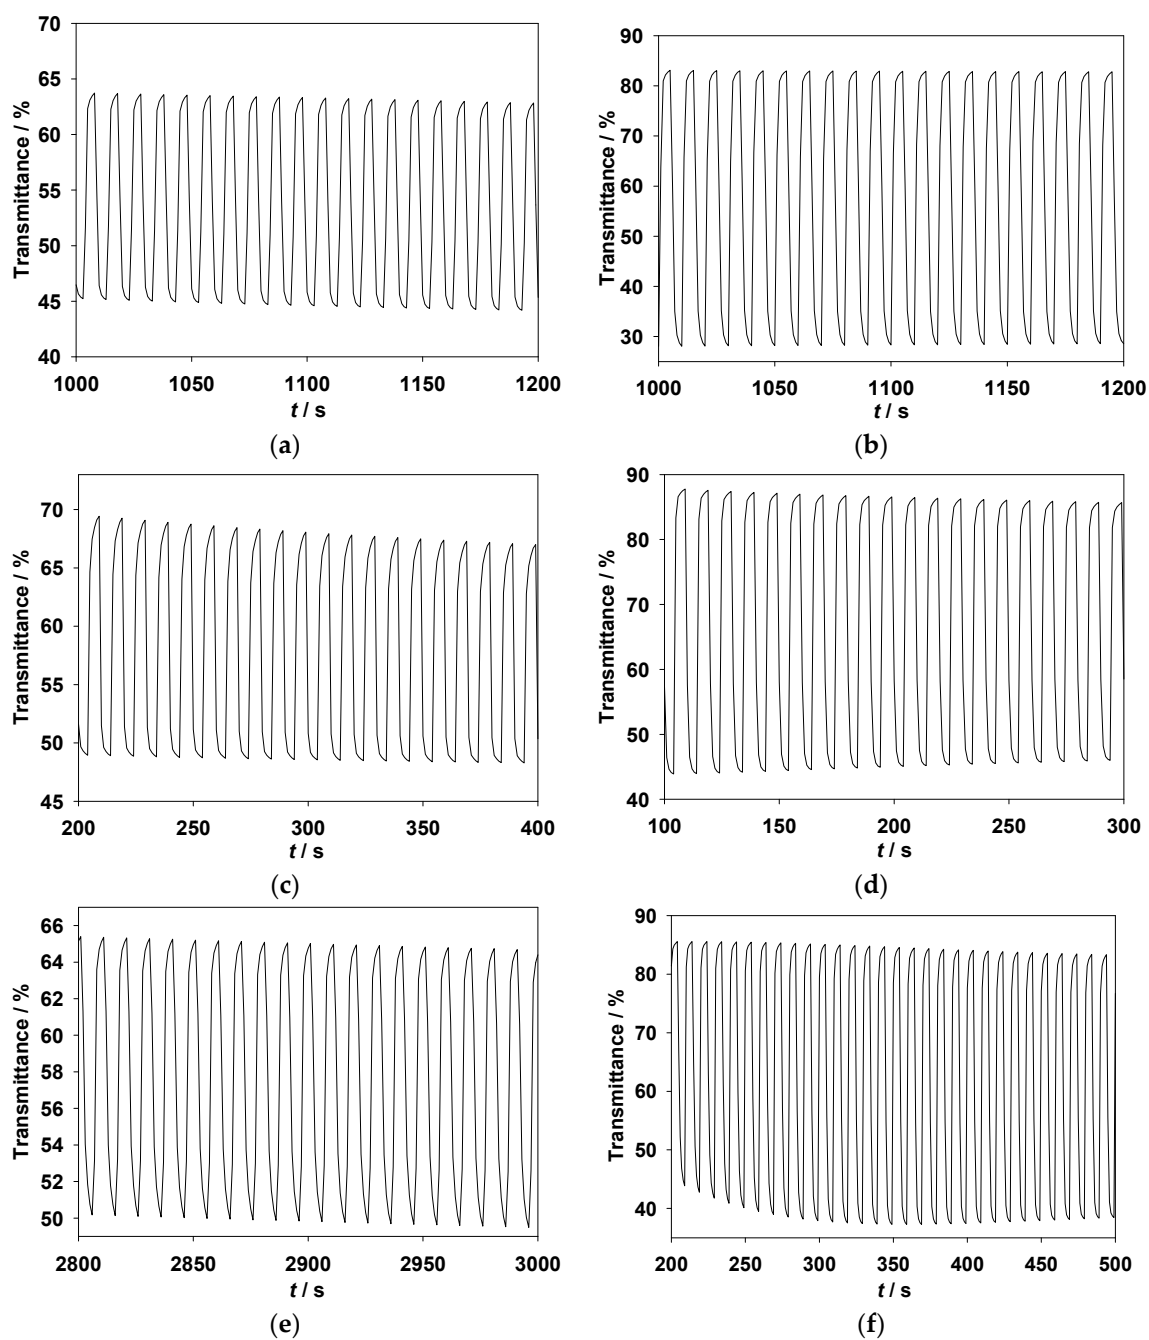 70
65
60
55
50
45
40
Transmittance / %
1000 1050 1100 1150 1200
t / s
(a)
90
80
70
60
50
40
30
Transmittance / %
1000 1050 1100 1150 1200
t / s
(b)
70
65
60
55
50
45
Transmittance / %
200 250 300 350 400
t / s
(c)
90
80
70
60
50
40
Transmittance / %
100 150 200 250 300
t / s
(d)
66
64
62
60
58
56
54
52
50
Transmittance / %
2800 2850 2900 2950 3000
t / s
(e)
90
80
70
60
50
40
Transmittance / %
200 250 300 350 400 450 500
t / s
(f)